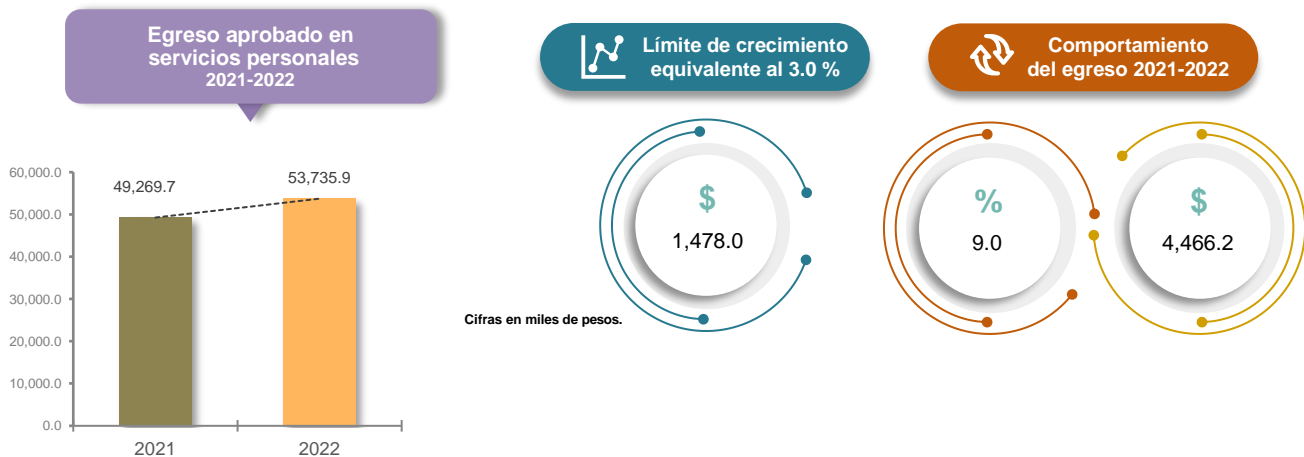 Egreso aprobado en
servicios personales
2021-2022
60,000.0
50,000.0
40,000.0
30,000.0
20,000.0
10,000.0
0.0
49,269.7
53,735.9
2021
2022
Límite de crecimiento
equivalente al 3.0 %
$
1,478.0
Cifras en miles de pesos.
Comportamiento
del egreso 2021-2022
%
9.0
$
4,466.2